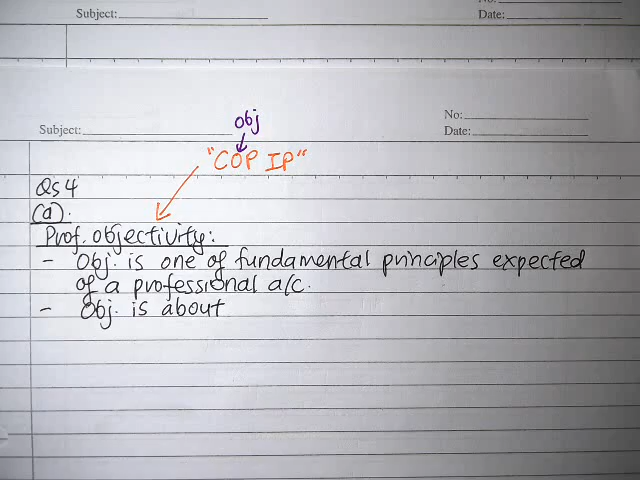 No:
Subject:
Date:
obj
No:
Subject:
Date:
"COP IP"
Qs 4
(a).
Prof. objectivity:
- Obj. is one of fundamental principles expected
of a professional a/c.
- Obj. is about